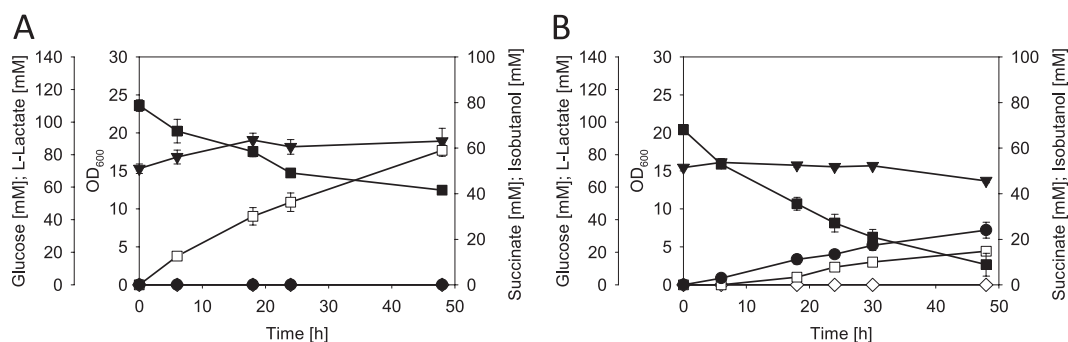 A
B
140 30 100
120 25 80
100 20 60
80 15 40
60 10 20
40 5 0
20 0
0
Glucose [mM]; L-Lactate [mM]
OD600
Succinate [mM]; Isobutanol [mM]
0 10 20 30 40 50
Time [h]
140 30 100
120 25 80
100 20 60
80 15 40
60 10 20
40 5 0
20 0
0
Glucose [mM]; L-Lactate [mM]
OD600
Succinate [mM]; Isobutanol [mM]
0 10 20 30 40 50
Time [h]